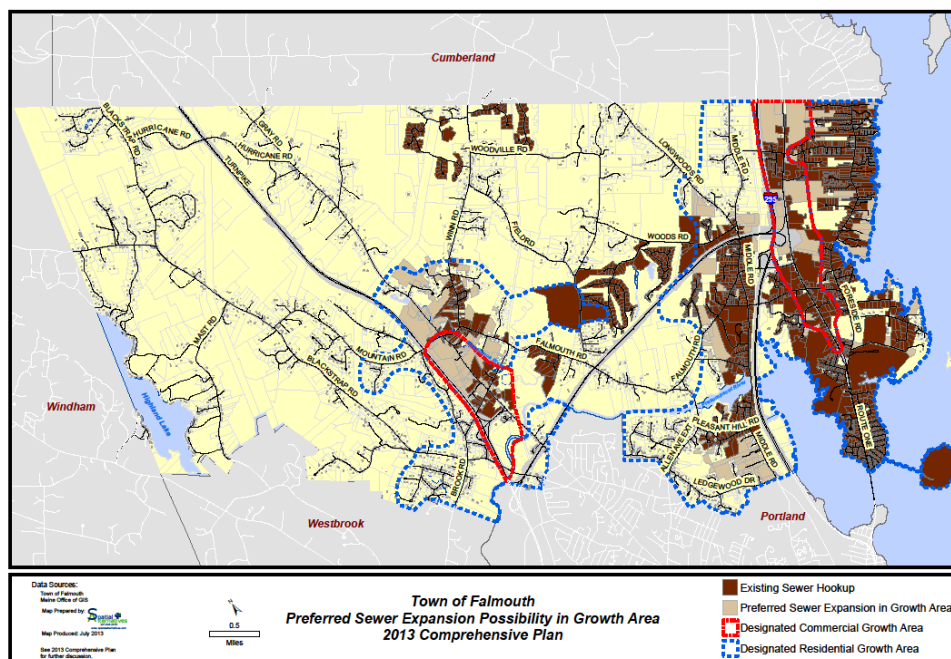 Cumberland
BLACKSTRAP RD
HURRICANE RD
GRAY RD
HURRICANE RD
TURNPIKE
WOODVILLE RD
LONGWOODS RD
MIDDLE RD
295
WINN RD
FIELD RD
WOODS RD
MIDDLE RD
FORESIDE RD
MAST RD
MOUNTAIN RD
BLACKSTRAP RD
FALMOUTH RD
FALMOUTH RD
Windham
Highland Lake
PLEASANT HILL RD
ALLEN AVE
MIDDLE RD
ROUTE ONE
BROOK RD
LEDGEWOOD DR
Westbrook
Portland
Data Sources:
Town of Falmouth
Maine Office of GIS
Map Prepared by:
Spatial Alternatives
Map Produced: July 2013
See 2013 Comprehensive Plan
for further discussion.
N
0.5
Miles
Town of Falmouth
Preferred Sewer Expansion Possibility in Growth Area
2013 Comprehensive Plan
Existing Sewer Hookup
Preferred Sewer Expansion in Growth Area
Designated Commercial Growth Area
Designated Residential Growth Area